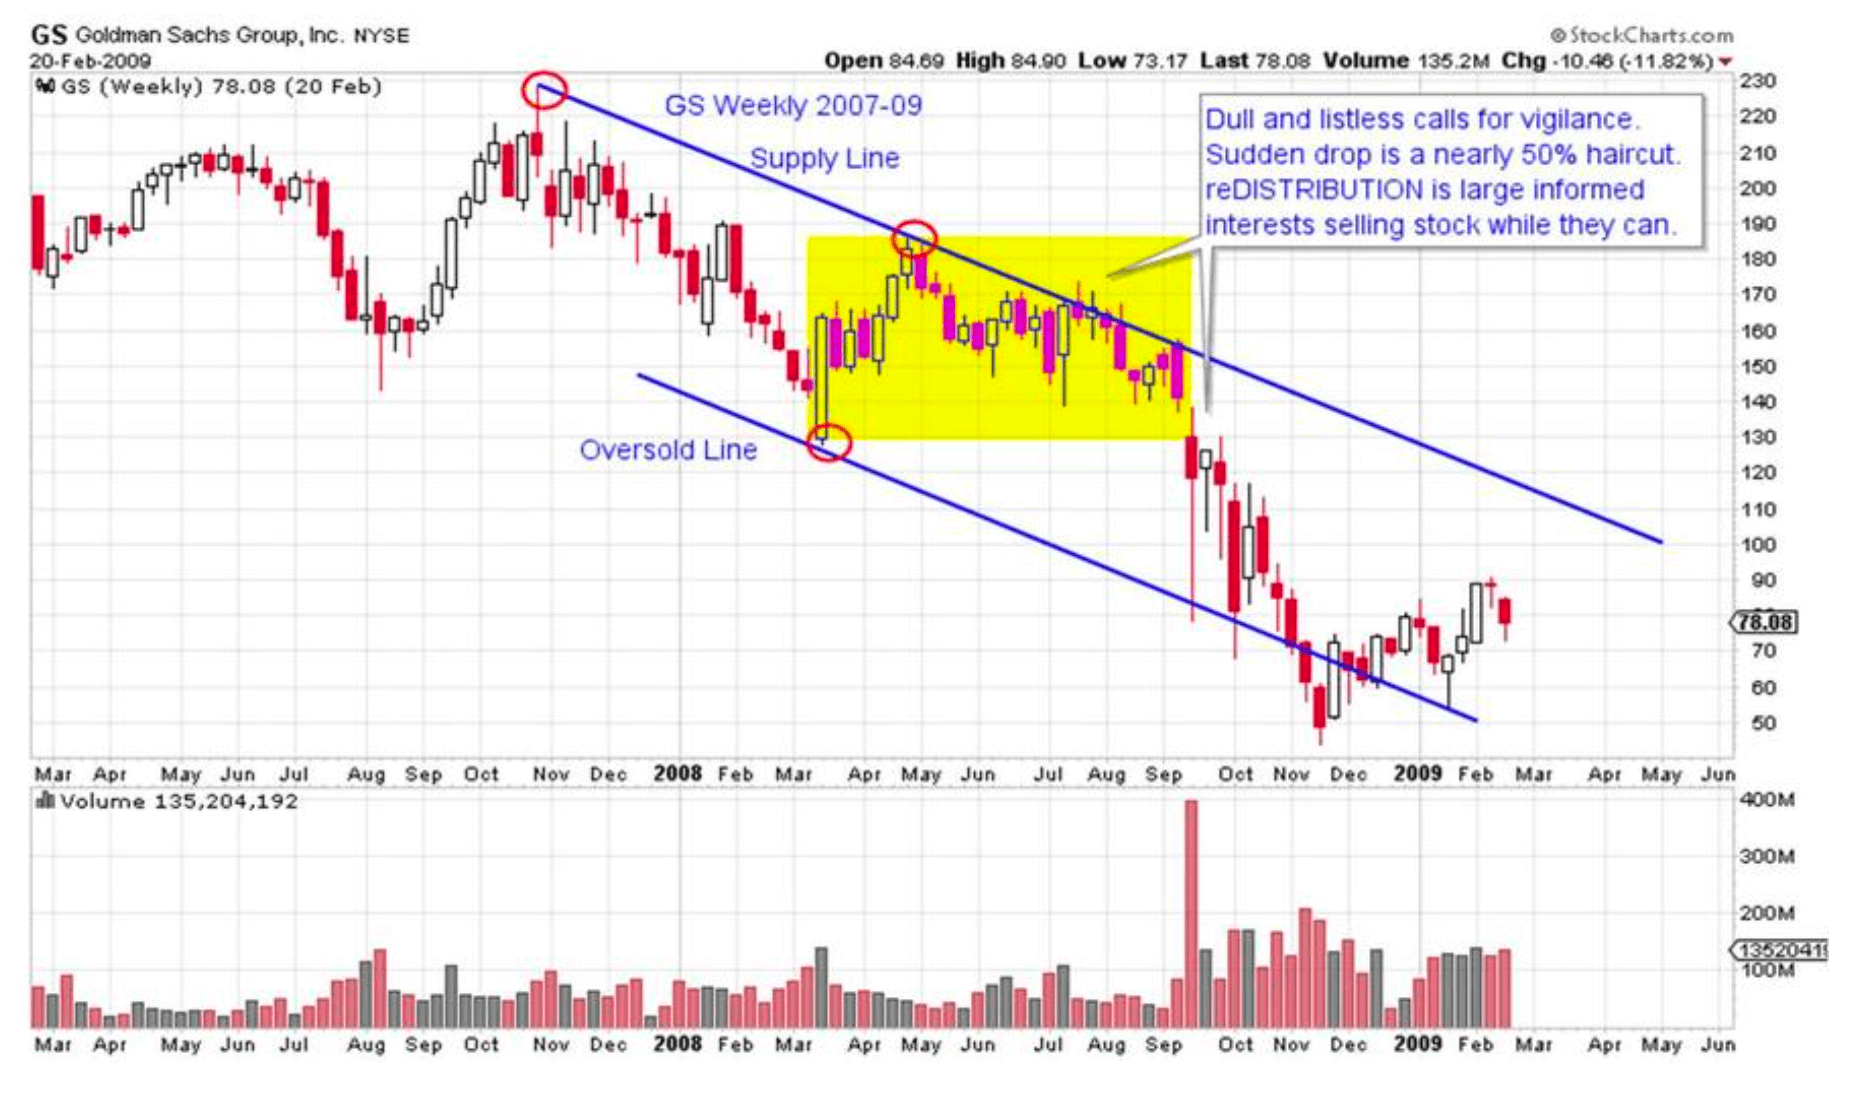 GS Goldman Sachs Group, Inc. NYSE
© StockCharts.com
20-Feb-2009
Open 84.69 High 84.90 Low 73.17 Last 78.08 Volume 135.2M Chg -10.46 (-11.82%)
GS (Weekly) 78.08 (20 Feb)
GS Weekly 2007-09
Supply Line
Dull and listless calls for vigilance.
Sudden drop is a nearly 50% haircut.
reDISTRIBUTION is large informed
interests selling stock while they can.
Oversold Line
230
220
210
200
190
180
170
160
150
140
130
120
110
100
90
78.08
70
60
50
Mar Apr May Jun Jul Aug Sep Oct Nov Dec 2008 Feb Mar Apr May Jun Jul Aug Sep Oct Nov Dec 2009 Feb Mar Apr May Jun
Volume 135,204,192
400M
300M
200M
13520419
100M
Mar Apr May Jun Jul Aug Sep Oct Nov Dec 2008 Feb Mar Apr May Jun Jul Aug Sep Oct Nov Dec 2009 Feb Mar Apr May Jun